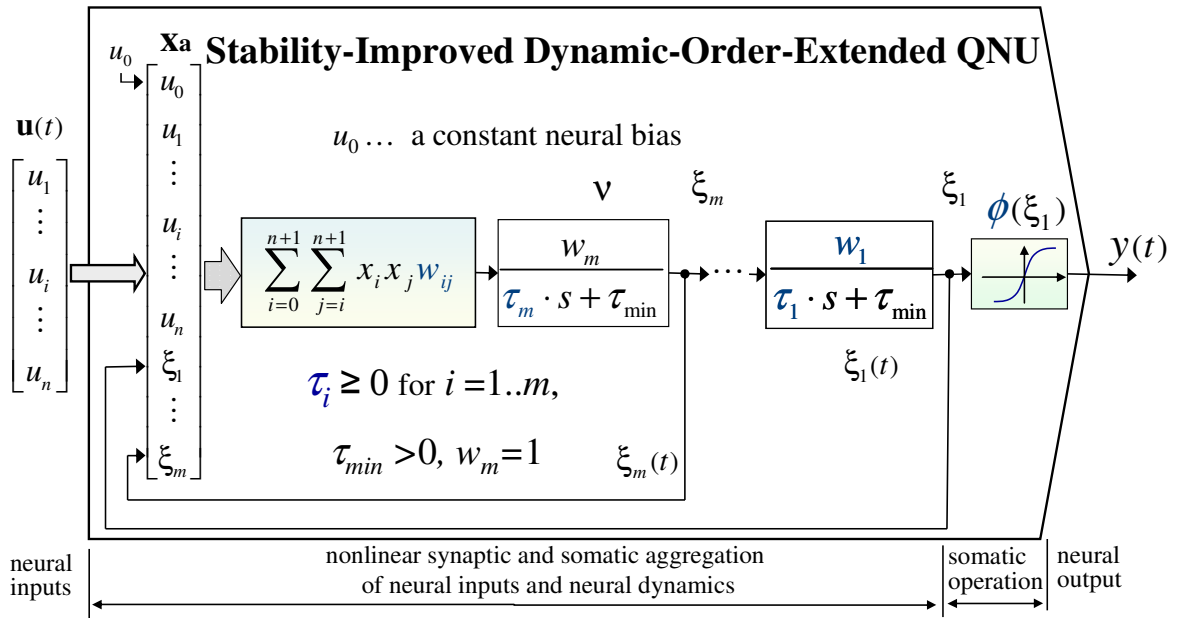 Stability-Improved Dynamic-Order-Extended QNU
xa
u0
u0
u1
⋮
ui
⋮
un
ξ1
⋮
ξm
u(t)
u1
⋮
ui
⋮
un
u0 … a constant neural bias
∑_{i=0}^{n+1} ∑_{j=i}^{n+1} xi xj wij
ν
wm
τm · s + τmin
ξm
⋯
w1
τ1 · s + τmin
ξ1
ϕ(ξ1)
y(t)
ξ1(t)
τi ≥ 0 for i =1..m,
τmin >0, wm=1
ξm(t)
neural
inputs
nonlinear synaptic and somatic aggregation
of neural inputs and neural dynamics
somatic
operation
neural
output